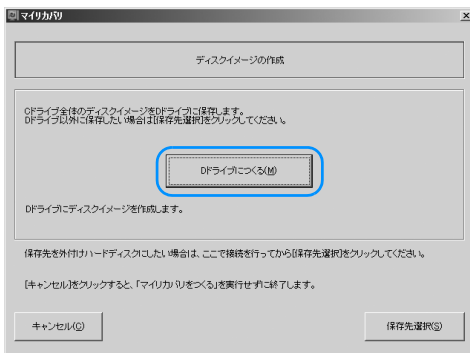 マイリカバリ
ディスクイメージの作成
Cドライブ全体のディスクイメージをDドライブに保存します。
Dドライブ以外に保存したい場合は[保存先選択]をクリックしてください。
Dドライブにつくる(M)
Dドライブにディスクイメージを作成します。
保存先を外付けハードディスクにしたい場合は、ここで接続を行ってから[保存先選択]をクリックしてください。
[キャンセル]をクリックすると、「マイリカバリをつくる」を実行せずに終了します。
キャンセル(C)
保存先選択(S)